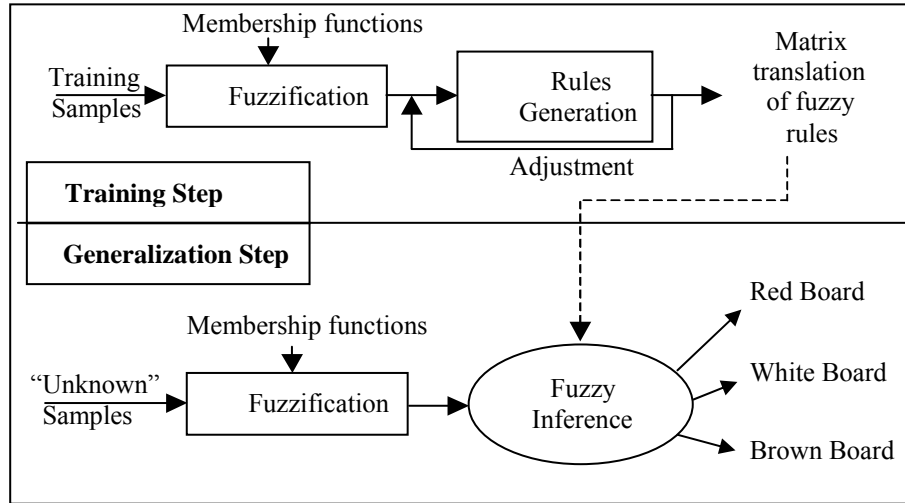 Membership functions
Training
Samples
Fuzzification
Rules
Generation
Matrix
translation
of fuzzy
rules
Adjustment
Training Step
Generalization Step
Membership functions
“Unknown”
Samples
Fuzzification
Fuzzy
Inference
Red Board
White Board
Brown Board